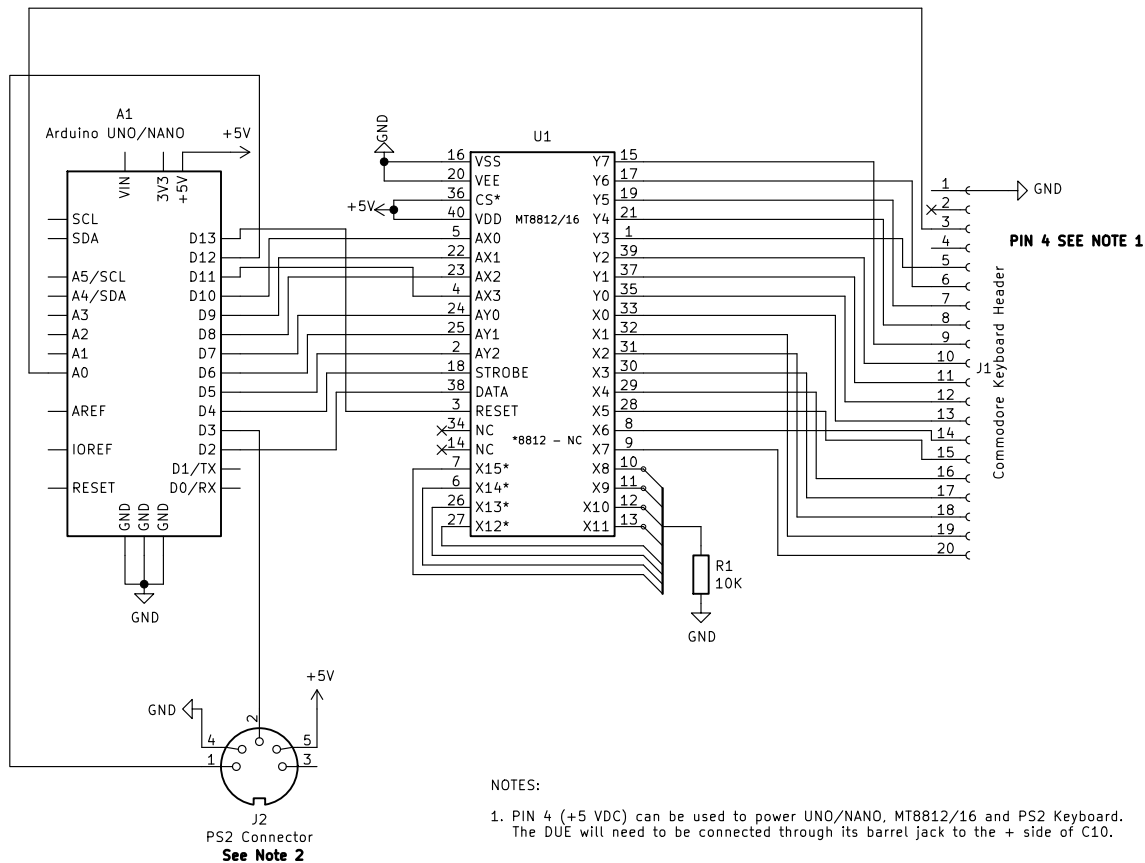 A1
Arduino UNO/NANO
+5V
VIN
3V3
+5V
SCL
SDA
A5/SCL
A4/SDA
A3
A2
A1
A0
AREF
IOREF
RESET
D13
D12
D11
D10
D9
D8
D7
D6
D5
D4
D3
D2
D1/TX
D0/RX
GND
GND
GND
GND
GND
+5V
U1
MT8812/16
*8812 – NC
16 VSS
20 VEE
36 CS*
40 VDD
5 AX0
22 AX1
23 AX2
4 AX3
24 AY0
25 AY1
2 AY2
18 STROBE
38 DATA
3 RESET
34 NC
14 NC
7 X15*
6 X14*
26 X13*
27 X12*
Y7 15
Y6 17
Y5 19
Y4 21
Y3 1
Y2 39
Y1 37
Y0 35
X0 33
X1 32
X2 31
X3 30
X4 29
X5 28
X6 8
X7 9
X8 10
X9 11
X10 12
X11 13
R1
10K
GND
1
2
3
4
5
6
7
8
9
10
11
12
13
14
15
16
17
18
19
20
GND
PIN 4 SEE NOTE 1
J1
Commodore Keyboard Header
+5V
GND
2
4
5
1
3
J2
PS2 Connector
See Note 2
NOTES:
1. PIN 4 (+5 VDC) can be used to power UNO/NANO, MT8812/16 and PS2 Keyboard.
The DUE will need to be connected through its barrel jack to the + side of C10.